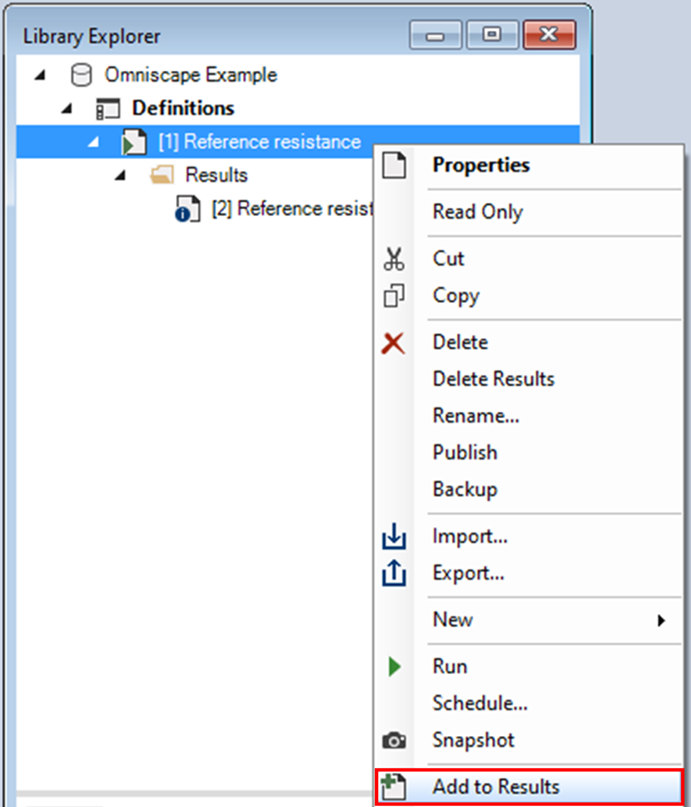 Library Explorer
Omniscape Example
Definitions
[1] Reference resistance
Results
[2] Reference resist
Properties
Read Only
Cut
Copy
Delete
Delete Results
Rename...
Publish
Backup
Import...
Export...
New
Run
Schedule...
Snapshot
Add to Results